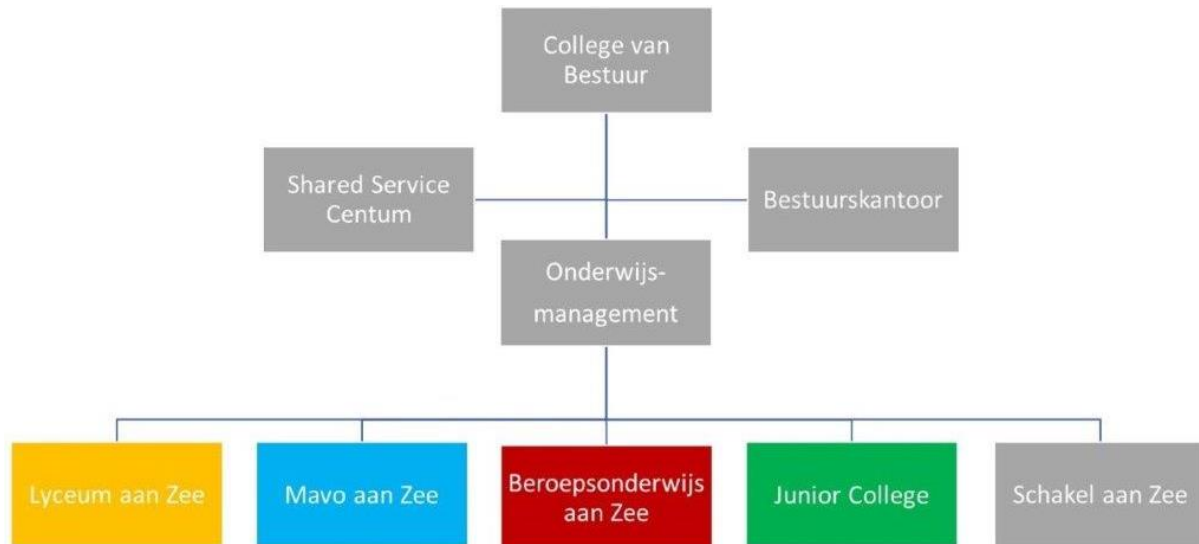 College van
Bestuur
Shared Service
Centum
Bestuurskantoor
Onderwijs-
management
Lyceum aan Zee
Mavo aan Zee
Beroepsonderwijs
aan Zee
Junior College
Schakel aan Zee